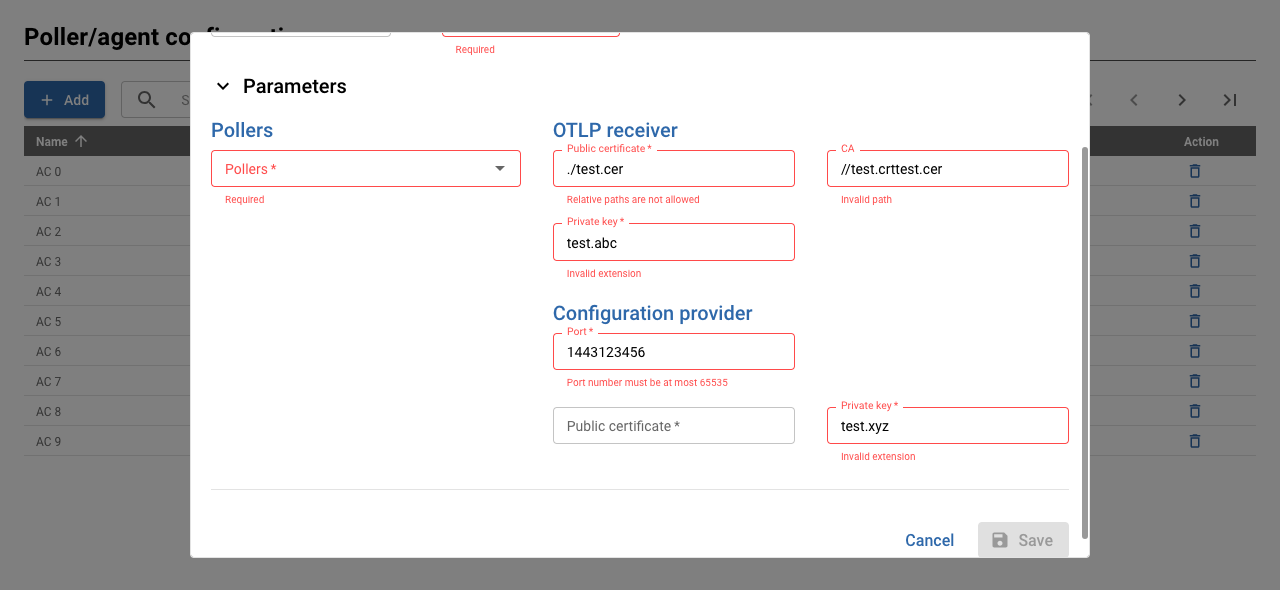 Poller/agent co
Required
Parameters
Add
S
Pollers
OTLP receiver
Name
Action
Public certificate *
CA
Pollers *
./test.cer
//test.crttest.cer
AC 0
Required
Relative paths are not allowed
Invalid path
AC 1
Private key *
AC 2
test.abc
AC 3
Invalid extension
AC 4
Configuration provider
AC 5
Port *
AC 6
1443123456
AC 7
Port number must be at most 65535
AC 8
Private key *
Public certificate *
test.xyz
AC 9
Invalid extension
Cancel
Save